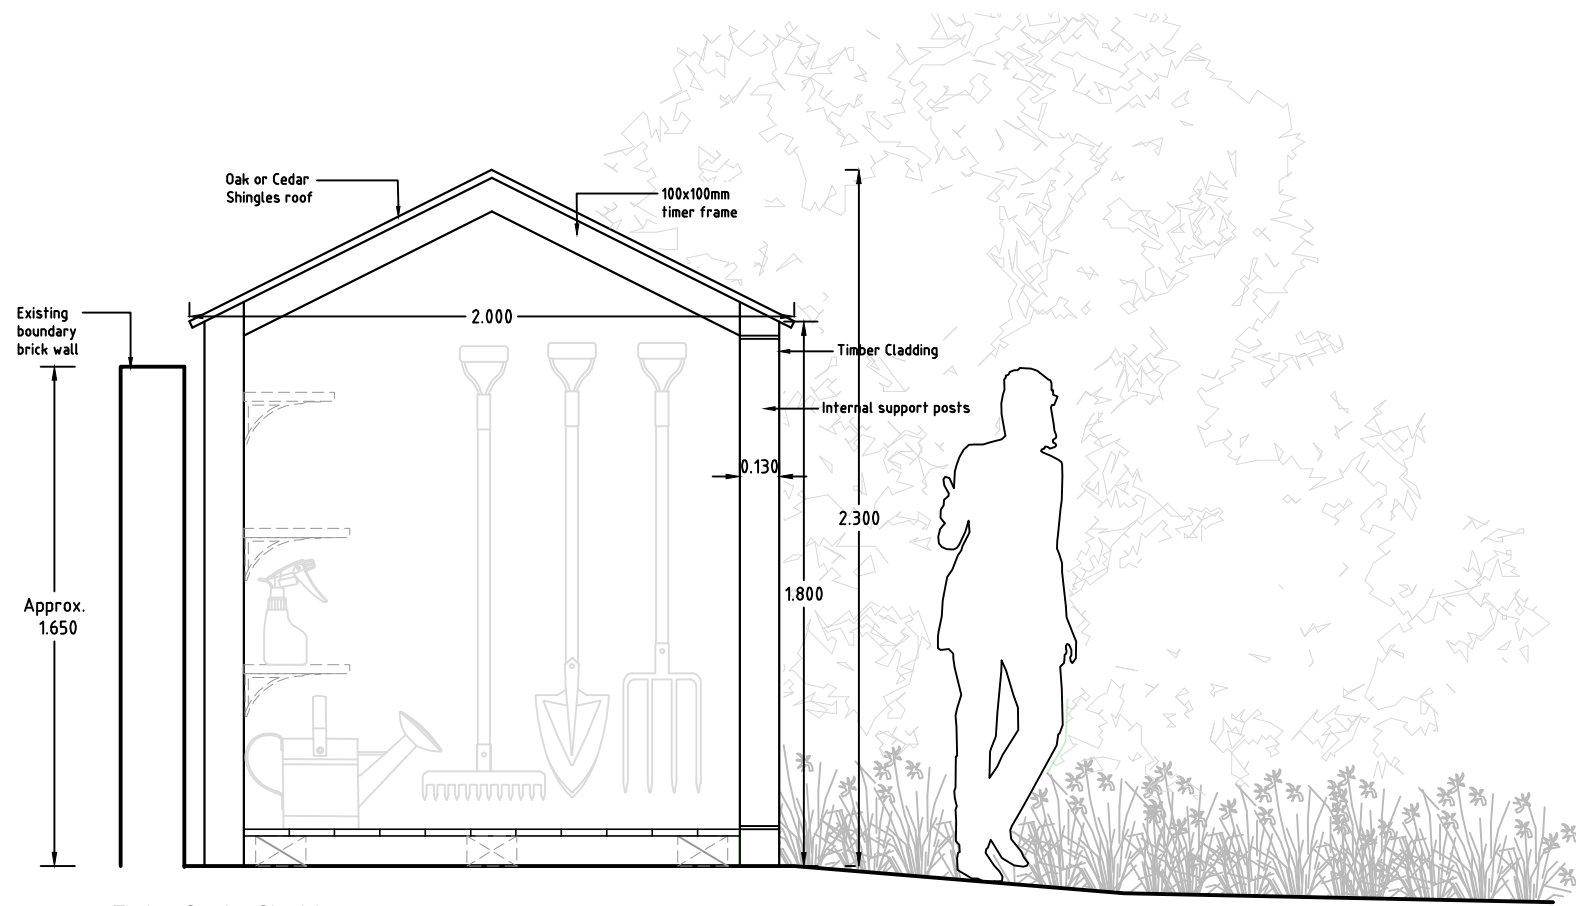 Oak or Cedar
Shingles roof
100x100mm
timer frame
Existing
boundary
brick wall
2.000
Timber Cladding
Internal support posts
0.130
2.300
1.800
Approx.
1.650